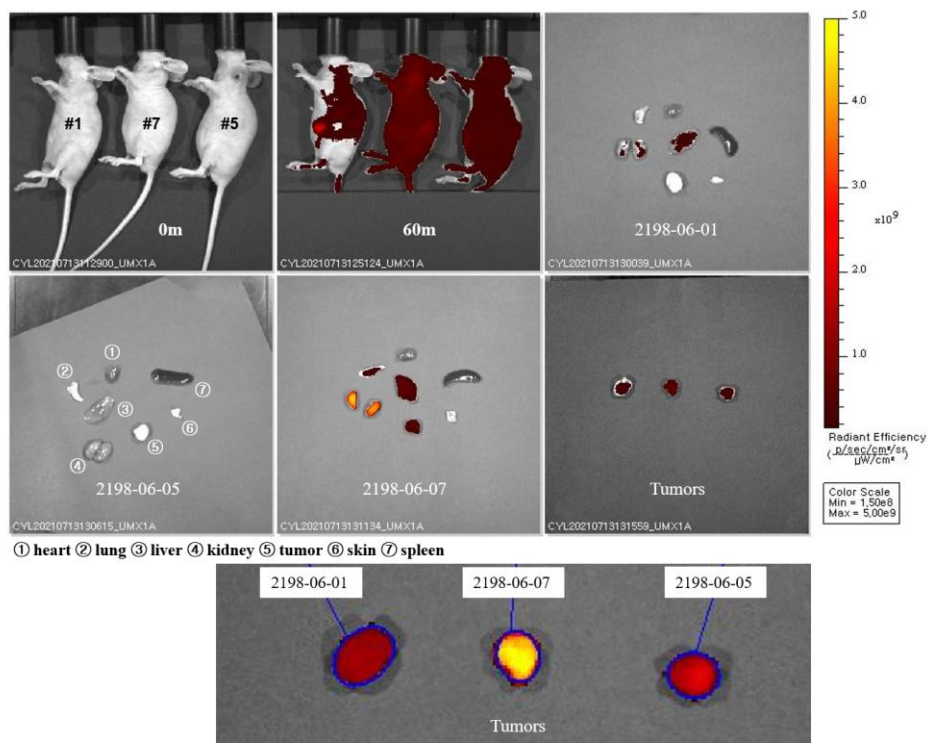 #1
#7
#5
0m
CYL20210713112900_UMX1A
60m
CYL20210713125124_UMX1A
2198-06-01
CYL20210713130039_UMX1A
5.0
4.0
3.0
x10⁹
2.0
1.0
Radiant Efficiency
(p/sec/cm²/sr
µW/cm²)
Color Scale
Min = 1,50e8
Max = 5,00e9
①
②
③
④
⑤
⑥
⑦
2198-06-05
CYL20210713130615_UMX1A
2198-06-07
CYL20210713131134_UMX1A
Tumors
CYL20210713131559_UMX1A
① heart ② lung ③ liver ④ kidney ⑤ tumor ⑥ skin ⑦ spleen
2198-06-01
2198-06-07
2198-06-05
Tumors